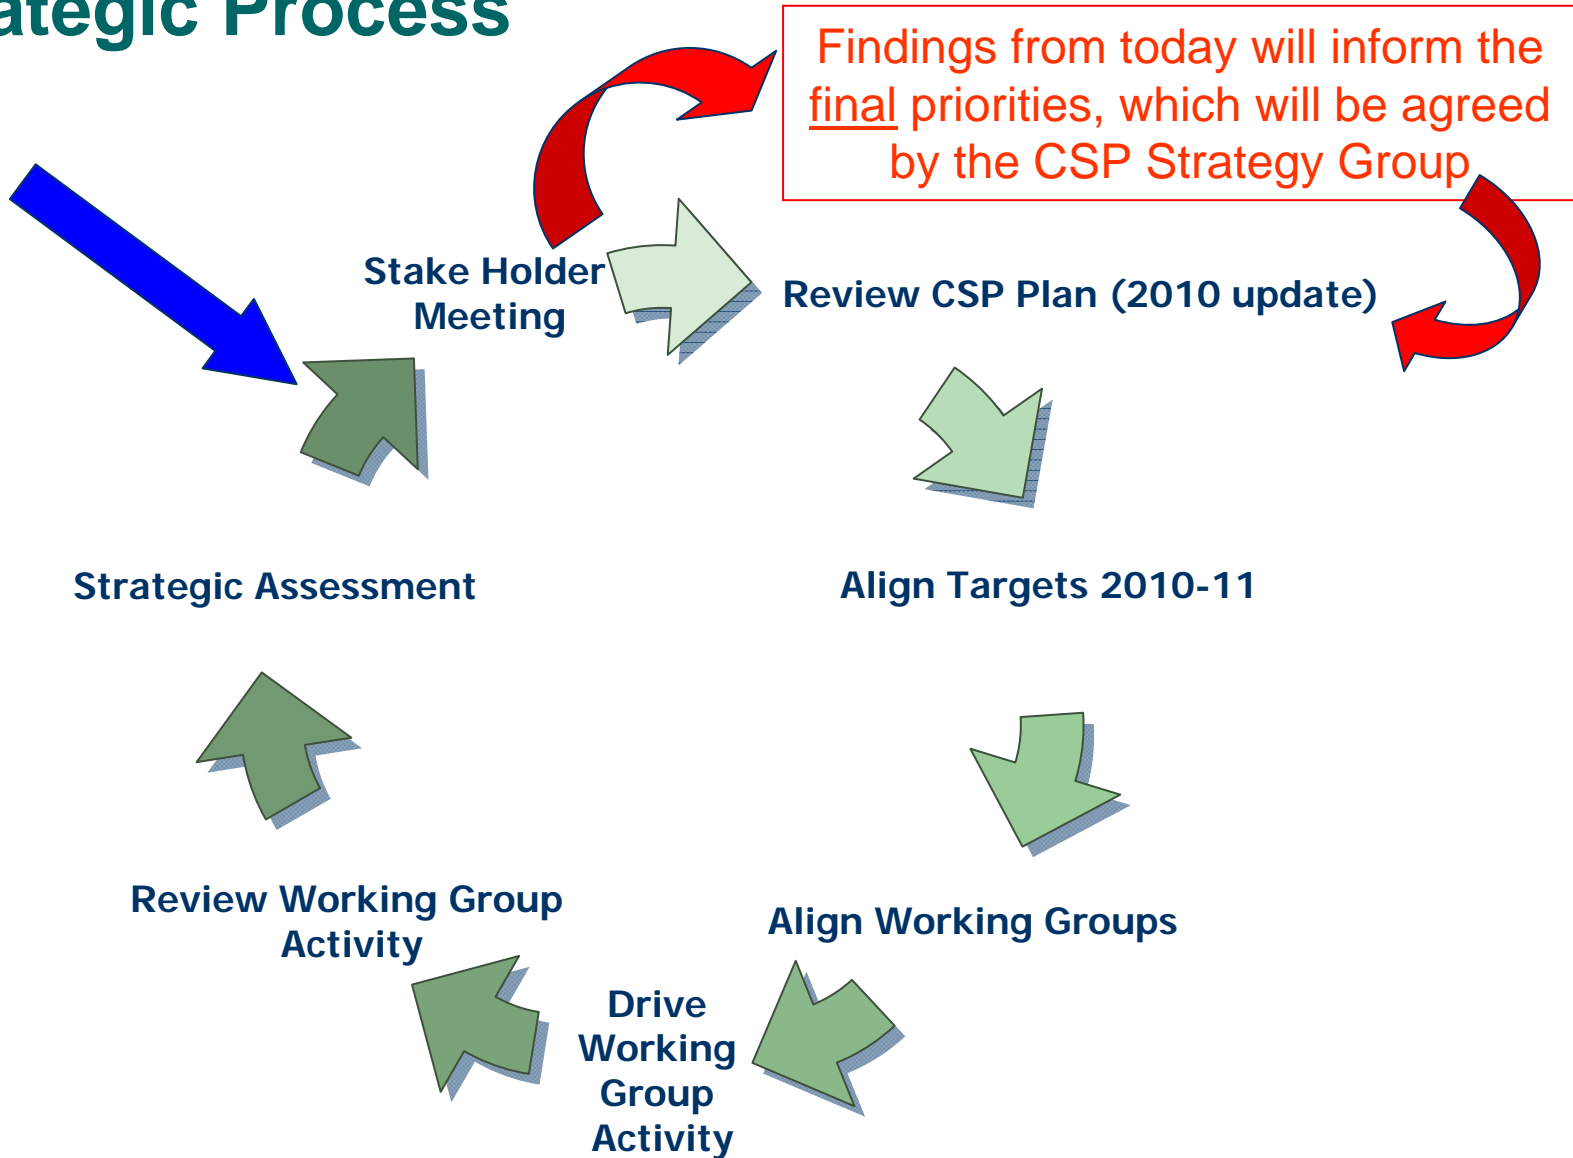 ategic Process
Findings from today will inform the
final priorities, which will be agreed
by the CSP Strategy Group
Stake Holder
Meeting
Review CSP Plan (2010 update)
Strategic Assessment
Align Targets 2010-11
Review Working Group
Activity
Align Working Groups
Drive
Working
Group
Activity